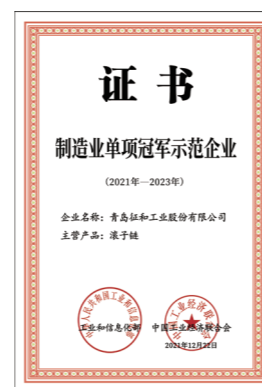 证书
制造业单项冠军示范企业
(2021年—2023年)
企业名称：青岛征和工业股份有限公司
主营产品：滚子链
工业和信息化部 中国工业经济联合会
2021年12月22日